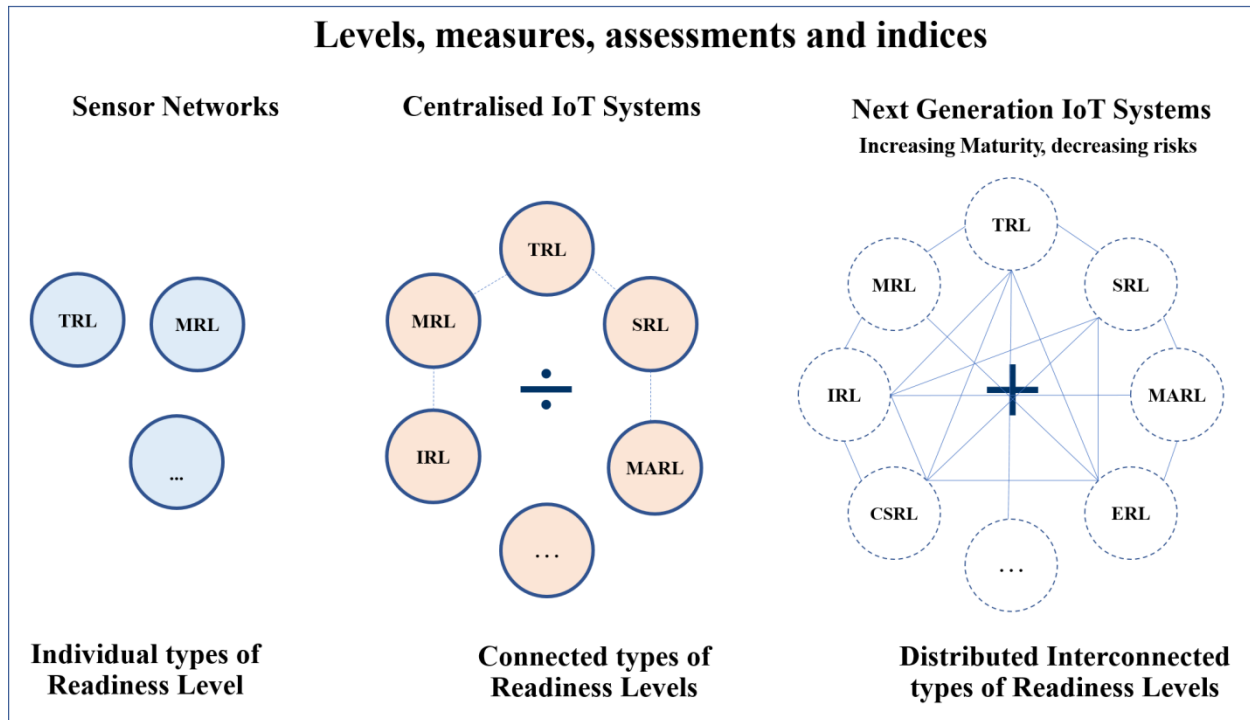 Levels, measures, assessments and indices
Sensor Networks
TRL
MRL
...
Individual types of
Readiness Level
Centralised IoT Systems
TRL
MRL
SRL
÷
IRL
MARL
...
Connected types of
Readiness Levels
Next Generation IoT Systems
Increasing Maturity, decreasing risks
TRL
MRL
SRL
IRL
+
MARL
CSRL
ERL
...
Distributed Interconnected
types of Readiness Levels